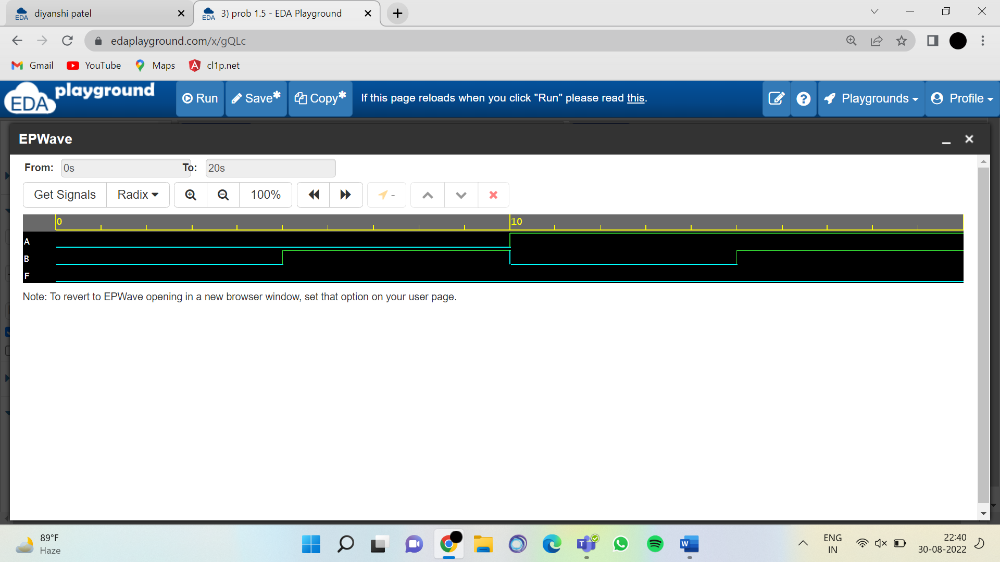 diyanshi patel
3) prob 1.5 - EDA Playground
edaplayground.com/x/gQLc
Gmail
YouTube
Maps
cl1p.net
EDA playground
Run
Save*
Copy*
If this page reloads when you click "Run" please read this.
Playgrounds
Profile
EPWave
From: 0s To: 20s
Get Signals
Radix
100%
-
0
10
A
B
F
Note: To revert to EPWave opening in a new browser window, set that option on your user page.
89°F
Haze
ENG
IN
22:40
30-08-2022